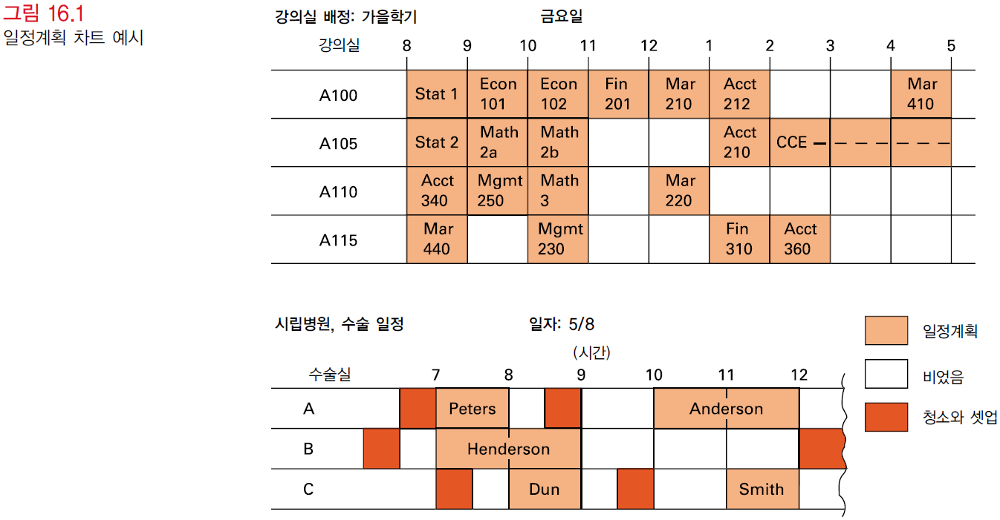 그림 16.1
일정계획 차트 예시
강의실 배정: 가을학기 금요일
강의실 8 9 10 11 12 1 2 3 4 5
A100 Stat 1 Econ 101 Econ 102 Fin 201 Mar 210 Acct 212 Mar 410
A105 Stat 2 Math 2a Math 2b Acct 210 CCE
A110 Acct 340 Mgmt 250 Math 3 Mar 220
A115 Mar 440 Mgmt 230 Fin 310 Acct 360
시립병원, 수술 일정 일자: 5/8
(시간)
수술실 7 8 9 10 11 12
A Peters Anderson
B Henderson
C Dun Smith
일정계획
비었음
청소와 셋업